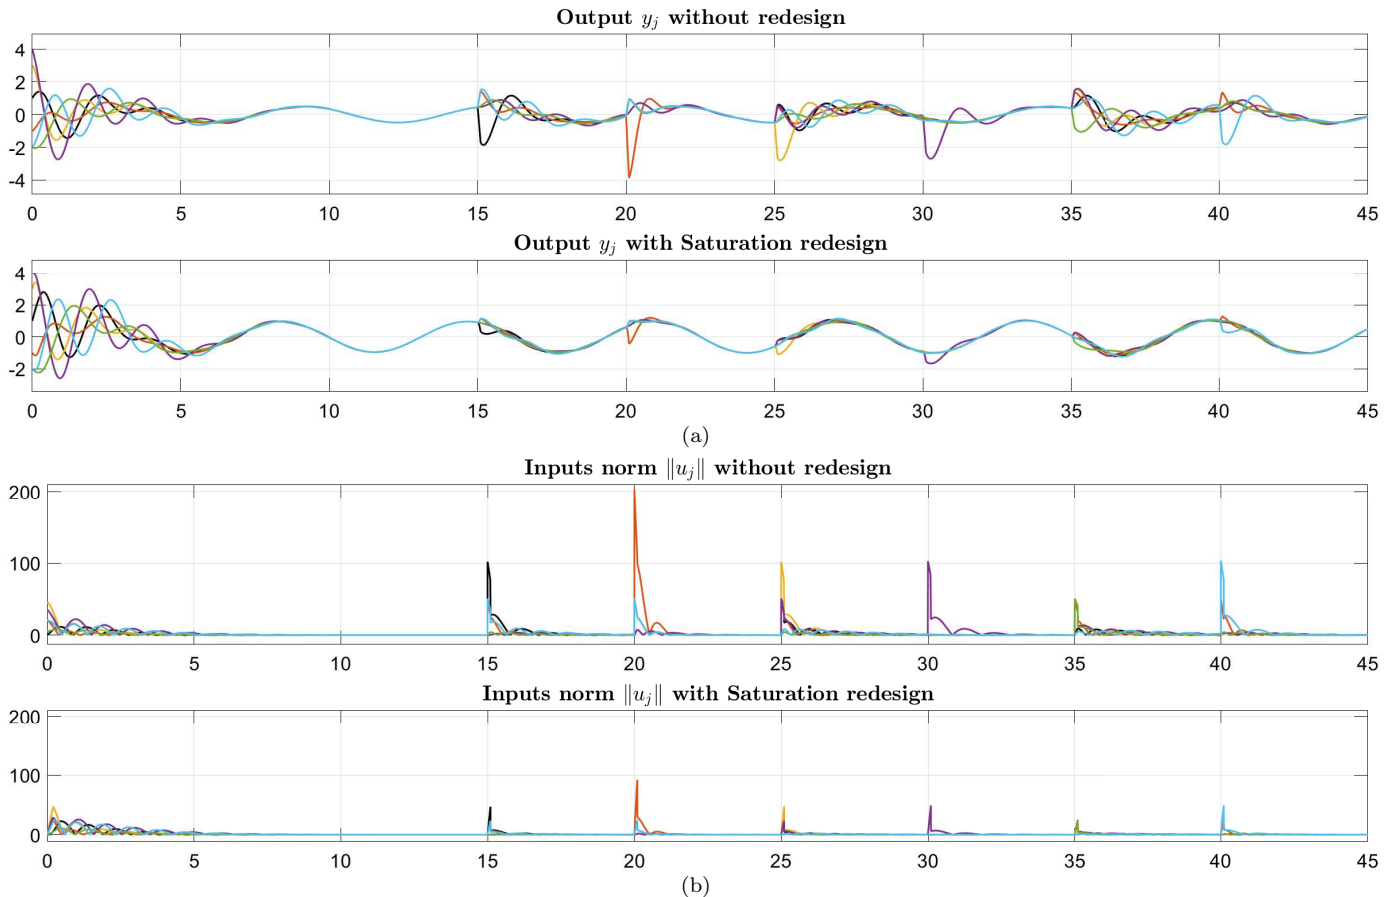 Output y_j without redesign
4
2
0
-2
-4
0 5 10 15 20 25 30 35 40 45
Output y_j with Saturation redesign
4
2
0
-2
0 5 10 15 20 25 30 35 40 45
(a)
Inputs norm ‖u_j‖ without redesign
200
100
0
0 5 10 15 20 25 30 35 40 45
Inputs norm ‖u_j‖ with Saturation redesign
200
100
0
0 5 10 15 20 25 30 35 40 45
(b)